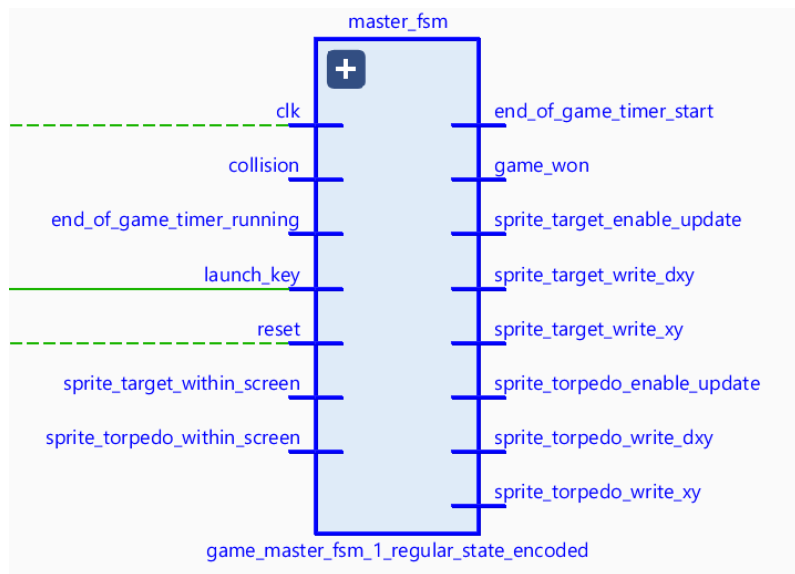 master_fsm
clk
end_of_game_timer_start
collision
game_won
end_of_game_timer_running
sprite_target_enable_update
launch_key
sprite_target_write_dxy
reset
sprite_target_write_xy
sprite_target_within_screen
sprite_torpedo_enable_update
sprite_torpedo_within_screen
sprite_torpedo_write_dxy
sprite_torpedo_write_xy
game_master_fsm_1_regular_state_encoded